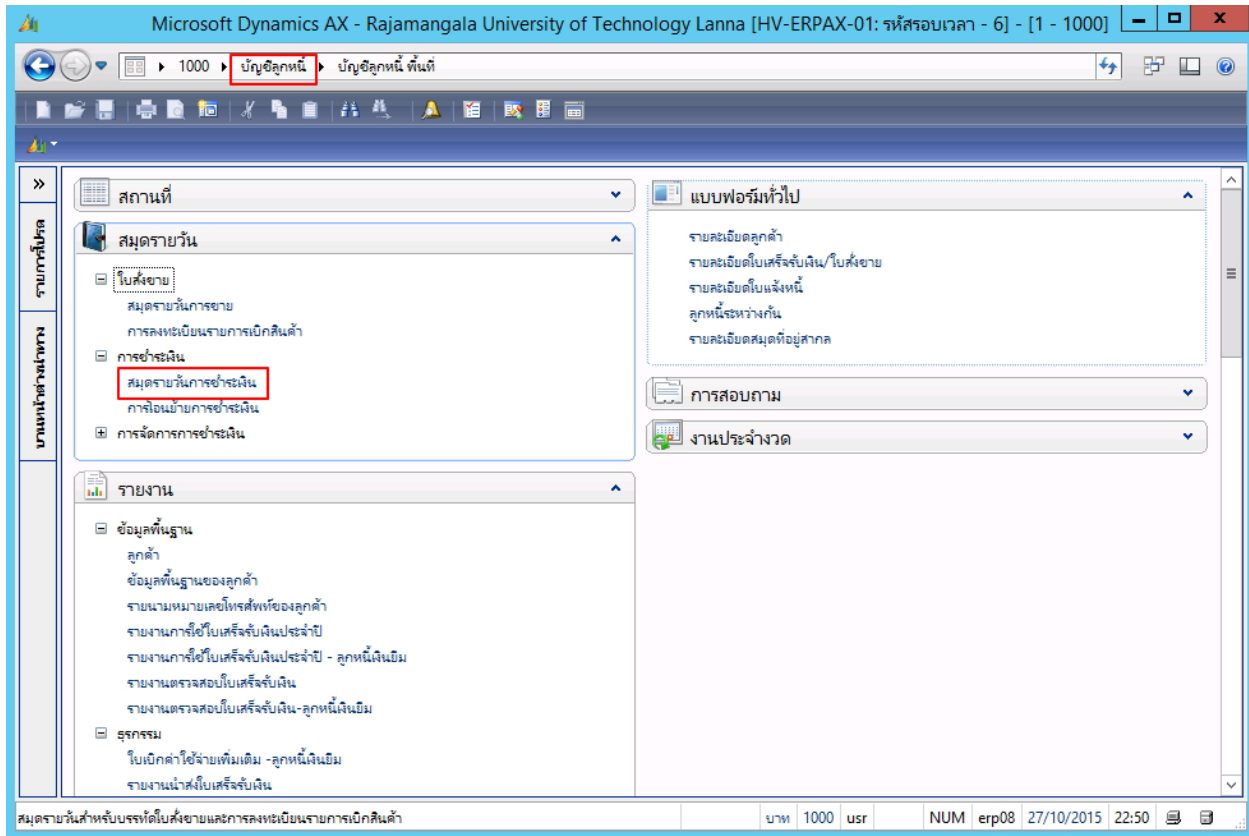 Microsoft Dynamics AX - Rajamangala University of Technology Lanna [HV-ERPAX-01: รหัสรอบเวลา - 6] - [1 - 1000]
1000 บัญชีลูกหนี้ บัญชีลูกหนี้ พื้นที่
รายการโปรด
บานหน้าต่างนำทาง
สถานที่
สมุดรายวัน
ใบสั่งขาย
สมุดรายวันการขาย
การลงทะเบียนรายการเบิกสินค้า
การชำระเงิน
สมุดรายวันการชำระเงิน
การโอนย้ายการชำระเงิน
การจัดการการชำระเงิน
รายงาน
ข้อมูลพื้นฐาน
ลูกค้า
ข้อมูลพื้นฐานของลูกค้า
รายนามหมายเลขโทรศัพท์ของลูกค้า
รายงานการใช้ใบเสร็จรับเงินประจำปี
รายงานการใช้ใบเสร็จรับเงินประจำปี - ลูกหนี้เงินยืม
รายงานตรวจสอบใบเสร็จรับเงิน
รายงานตรวจสอบใบเสร็จรับเงิน-ลูกหนี้เงินยืม
ธุรกรรม
ใบเบิกค่าใช้จ่ายเพิ่มเติม -ลูกหนี้เงินยืม
รายงานนำส่งใบเสร็จรับเงิน
แบบฟอร์มทั่วไป
รายละเอียดลูกค้า
รายละเอียดใบเสร็จรับเงิน/ใบสั่งขาย
รายละเอียดใบแจ้งหนี้
ลูกหนี้ระหว่างกัน
รายละเอียดสมุดที่อยู่สากล
การสอบถาม
งานประจำงวด
สมุดรายวันสำหรับบรรทัดใบสั่งขายและการลงทะเบียนรายการเบิกสินค้า บาท 1000 usr NUM erp08 27/10/2015 22:50